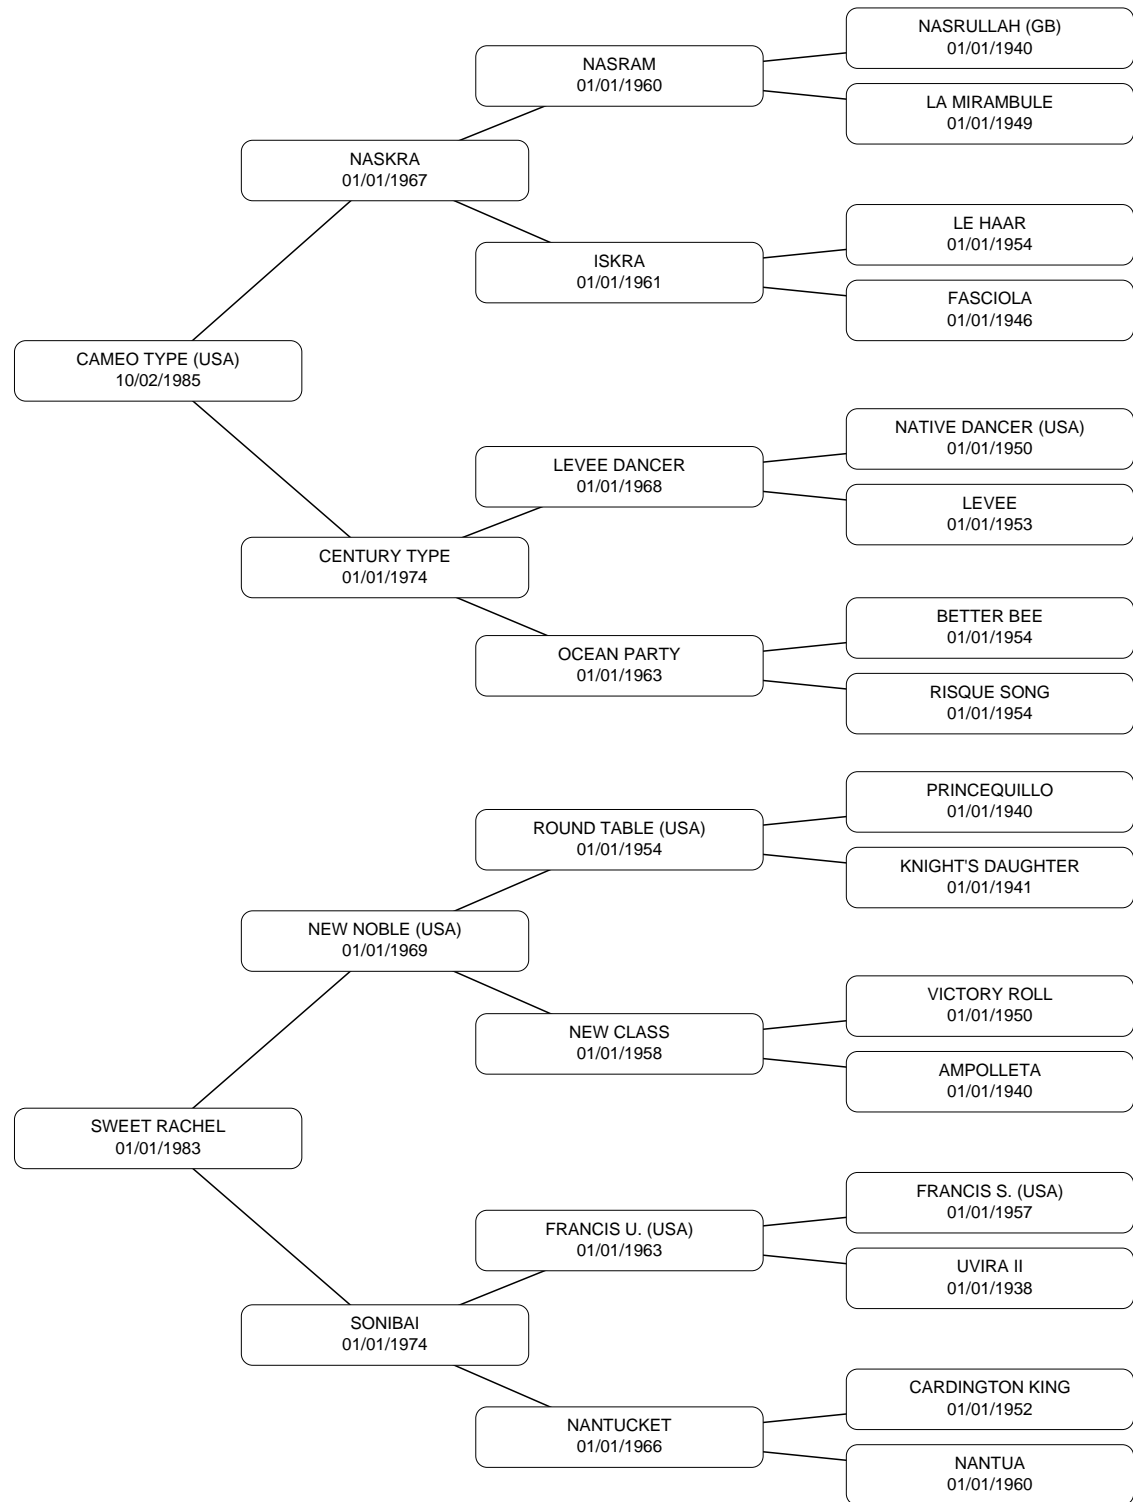 NASRULLAH (GB)
01/01/1940
NASRAM
01/01/1960
LA MIRAMBULE
01/01/1949
NASKRA
01/01/1967
LE HAAR
01/01/1954
ISKRA
01/01/1961
FASCIOLA
01/01/1946
CAMEO TYPE (USA)
10/02/1985
NATIVE DANCER (USA)
01/01/1950
LEVEE DANCER
01/01/1968
LEVEE
01/01/1953
CENTURY TYPE
01/01/1974
BETTER BEE
01/01/1954
OCEAN PARTY
01/01/1963
RISQUE SONG
01/01/1954
PRINCEQUILLO
01/01/1940
ROUND TABLE (USA)
01/01/1954
KNIGHT'S DAUGHTER
01/01/1941
NEW NOBLE (USA)
01/01/1969
VICTORY ROLL
01/01/1950
NEW CLASS
01/01/1958
AMPOLLETA
01/01/1940
SWEET RACHEL
01/01/1983
FRANCIS S. (USA)
01/01/1957
FRANCIS U. (USA)
01/01/1963
UVIRA II
01/01/1938
SONIBAI
01/01/1974
CARDINGTON KING
01/01/1952
NANTUCKET
01/01/1966
NANTUA
01/01/1960